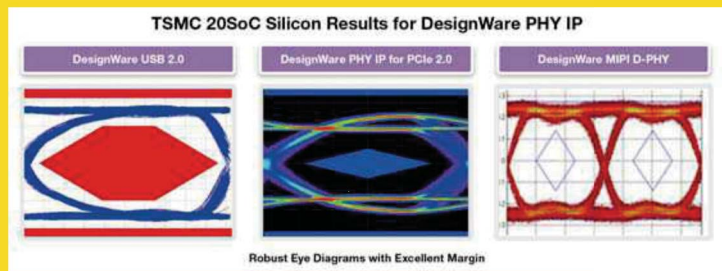 TSMC 20SoC Silicon Results for DesignWare PHY IP
DesignWare USB 2.0
DesignWare PHY IP for PCIe 2.0
DesignWare MIPI D-PHY
Robust Eye Diagrams with Excellent Margin